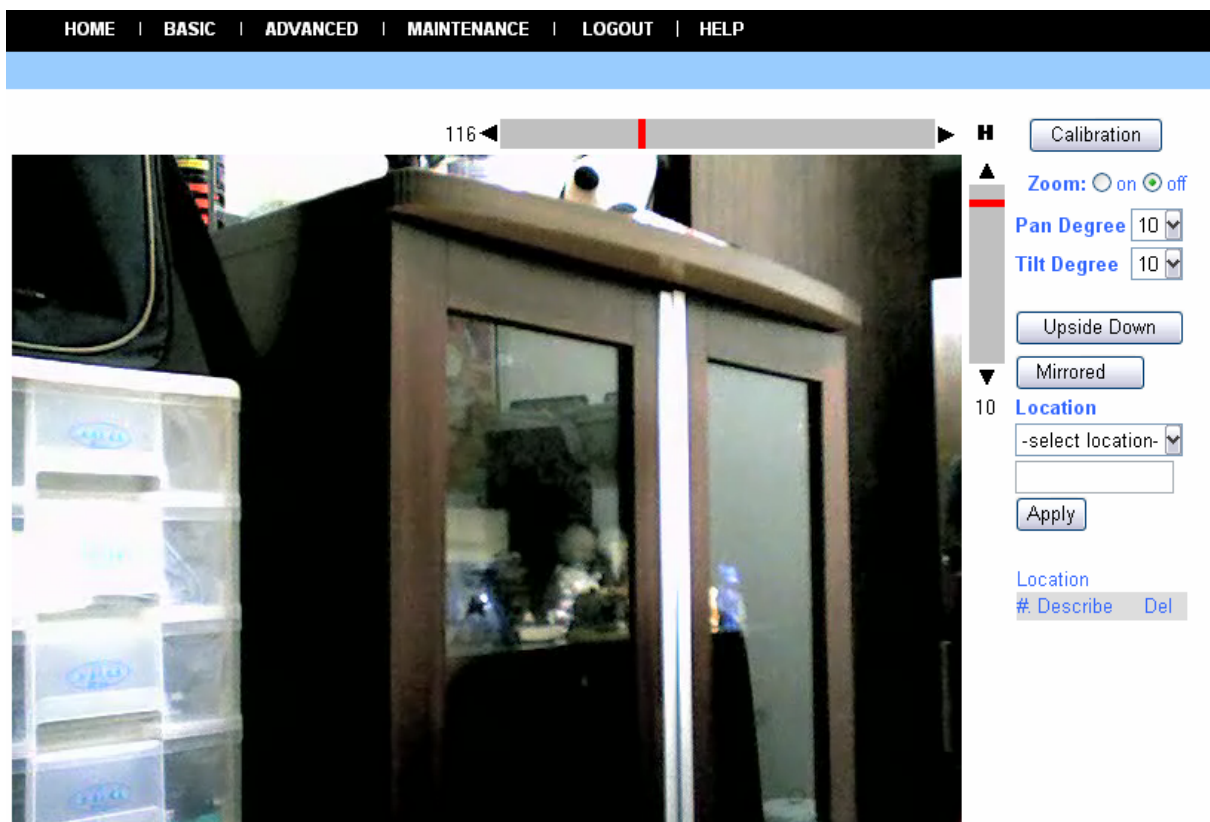 HOME | BASIC | ADVANCED | MAINTENANCE | LOGOUT | HELP
116
H
Calibration
Zoom: on off
Pan Degree 10
Tilt Degree 10
Upside Down
Mirrored
10
Location
-select location-
Apply
Location
#. Describe Del